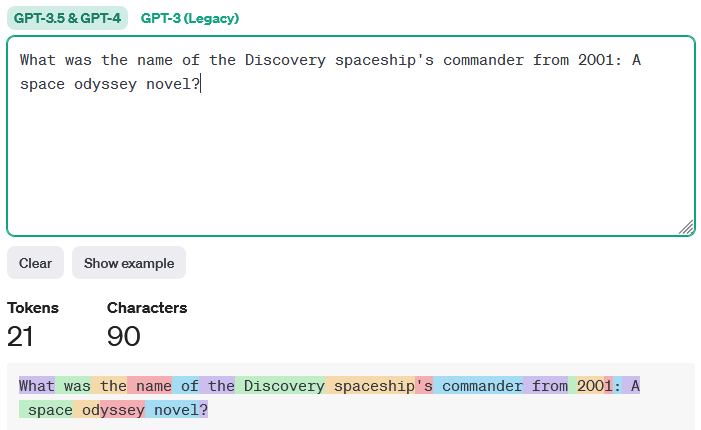 GPT-3.5 & GPT-4 GPT-3 (Legacy)
What was the name of the Discovery spaceship's commander from 2001: A
space odyssey novel?
Clear Show example
Tokens Characters
21 90
What was the name of the Discovery spaceship's commander from 2001: A
space odyssey novel?